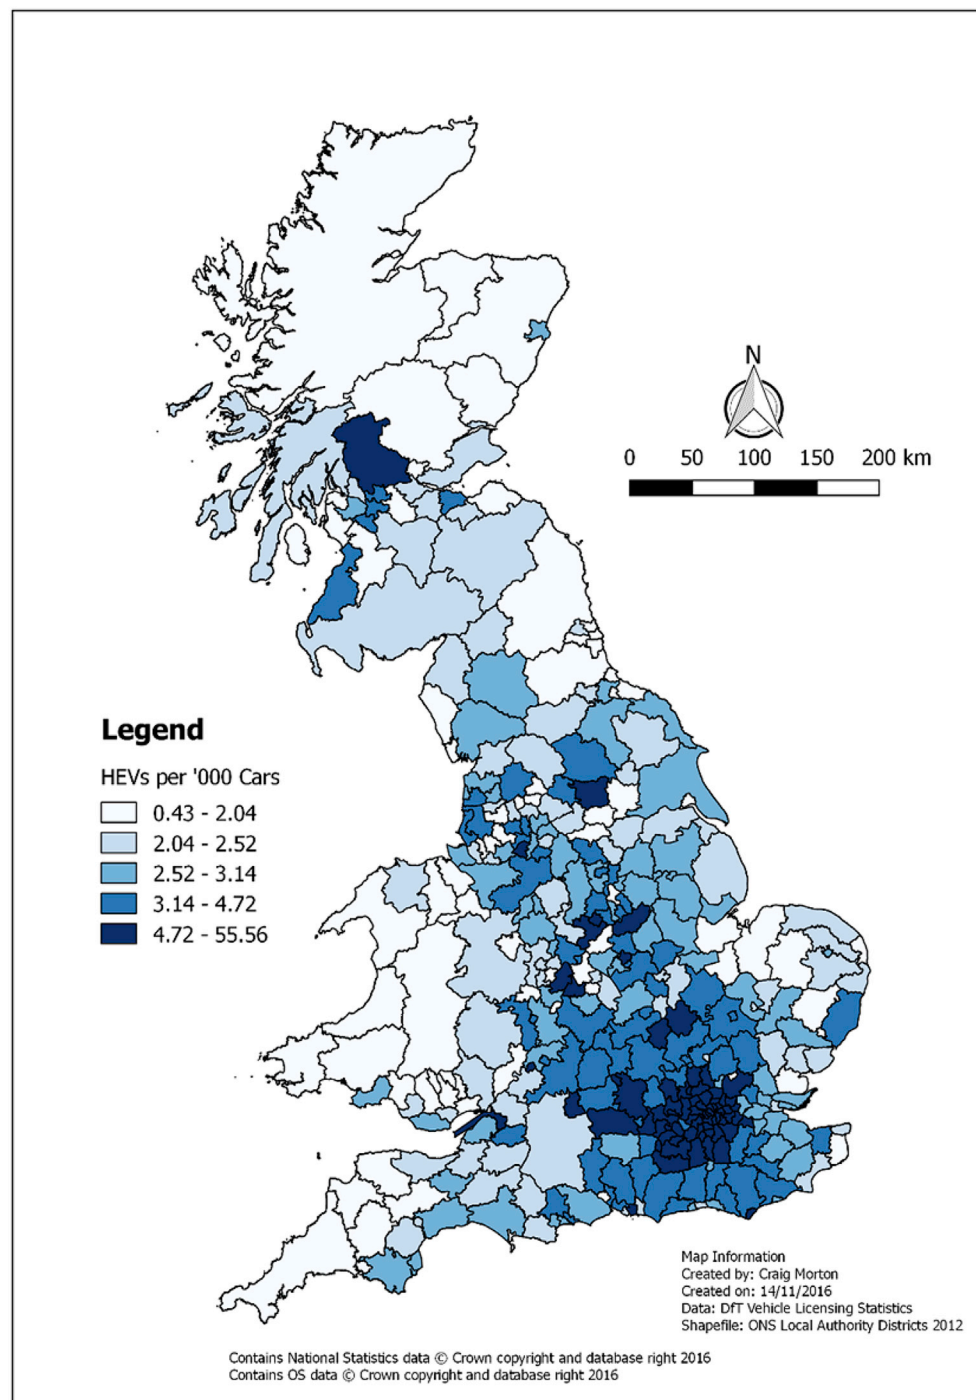 N
0 50 100 150 200 km
Legend
HEVs per '000 Cars
0.43 - 2.04
2.04 - 2.52
2.52 - 3.14
3.14 - 4.72
4.72 - 55.56
Map Information
Created by: Craig Morton
Created on: 14/11/2016
Data: DfT Vehicle Licensing Statistics
Shapefile: ONS Local Authority Districts 2012
Contains National Statistics data © Crown copyright and database right 2016
Contains OS data © Crown copyright and database right 2016